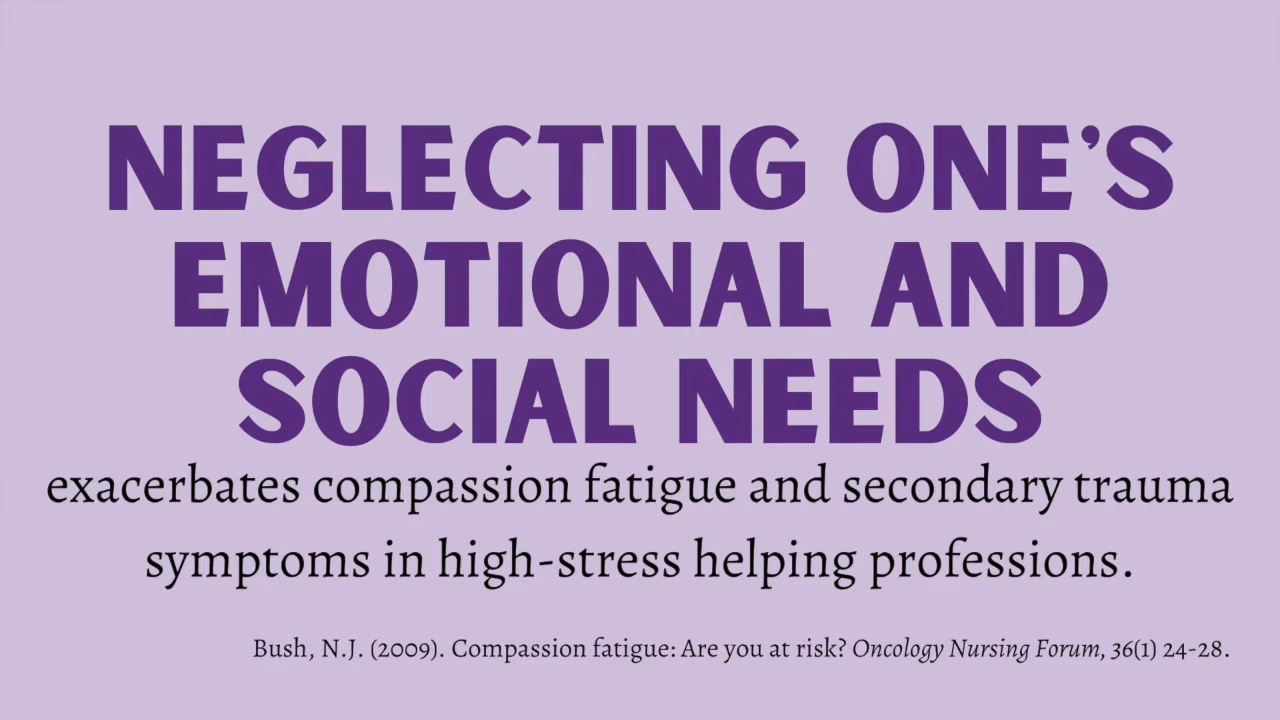 NEGLECTING ONE'S
EMOTIONAL AND
SOCIAL NEEDS
exacerbates compassion fatigue and secondary trauma
symptoms in high-stress helping professions.
Bush, N.J. (2009). Compassion fatigue: Are you at risk? Oncology Nursing Forum, 36(1) 24-28.